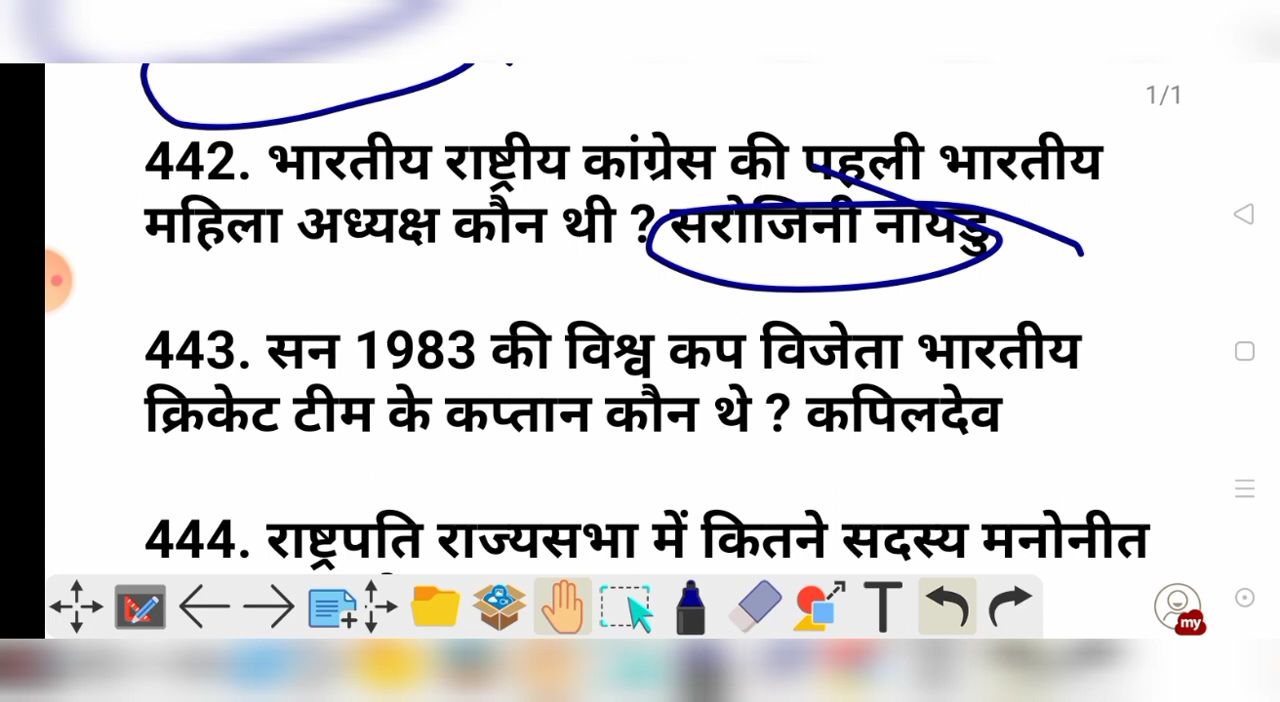 1/1
442. भारतीय राष्ट्रीय कांग्रेस की पहली भारतीय
महिला अध्यक्ष कौन थी ? सरोजिनी नायडु
443. सन 1983 की विश्व कप विजेता भारतीय
क्रिकेट टीम के कप्तान कौन थे ? कपिलदेव
444. राष्ट्रपति राज्यसभा में कितने सदस्य मनोनीत
T
my